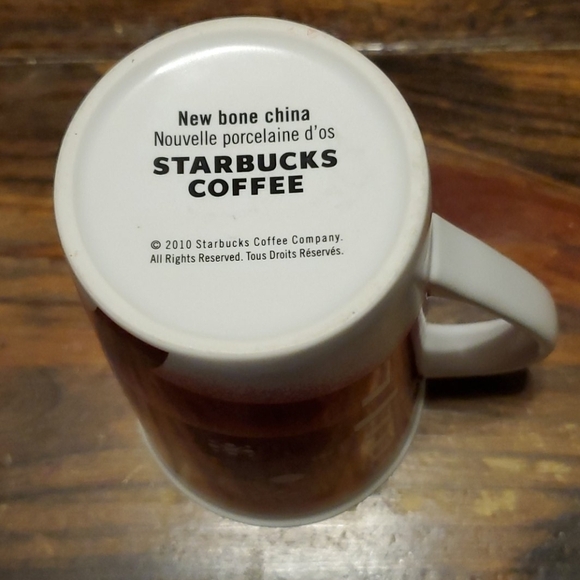 New bone china
Nouvelle porcelaine d'os
STARBUCKS
COFFEE
© 2010 Starbucks Coffee Company.
All Rights Reserved. Tous Droits Réservés.